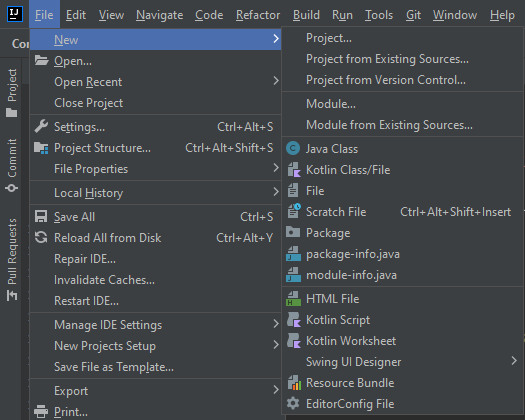 IJ File Edit View Navigate Code Refactor Build Run Tools Git Window Help
Co
Project
Commit
Pull Requests
New
Open...
Open Recent
Close Project
Settings... Ctrl+Alt+S
Project Structure... Ctrl+Alt+Shift+S
File Properties
Local History
Save All Ctrl+S
Reload All from Disk Ctrl+Alt+Y
Repair IDE...
Invalidate Caches...
Restart IDE...
Manage IDE Settings
New Projects Setup
Save File as Template...
Export
Print...
Project...
Project from Existing Sources...
Project from Version Control...
Module...
Module from Existing Sources...
Java Class
Kotlin Class/File
File
Scratch File Ctrl+Alt+Shift+Insert
Package
package-info.java
module-info.java
HTML File
Kotlin Script
Kotlin Worksheet
Swing UI Designer
Resource Bundle
EditorConfig File